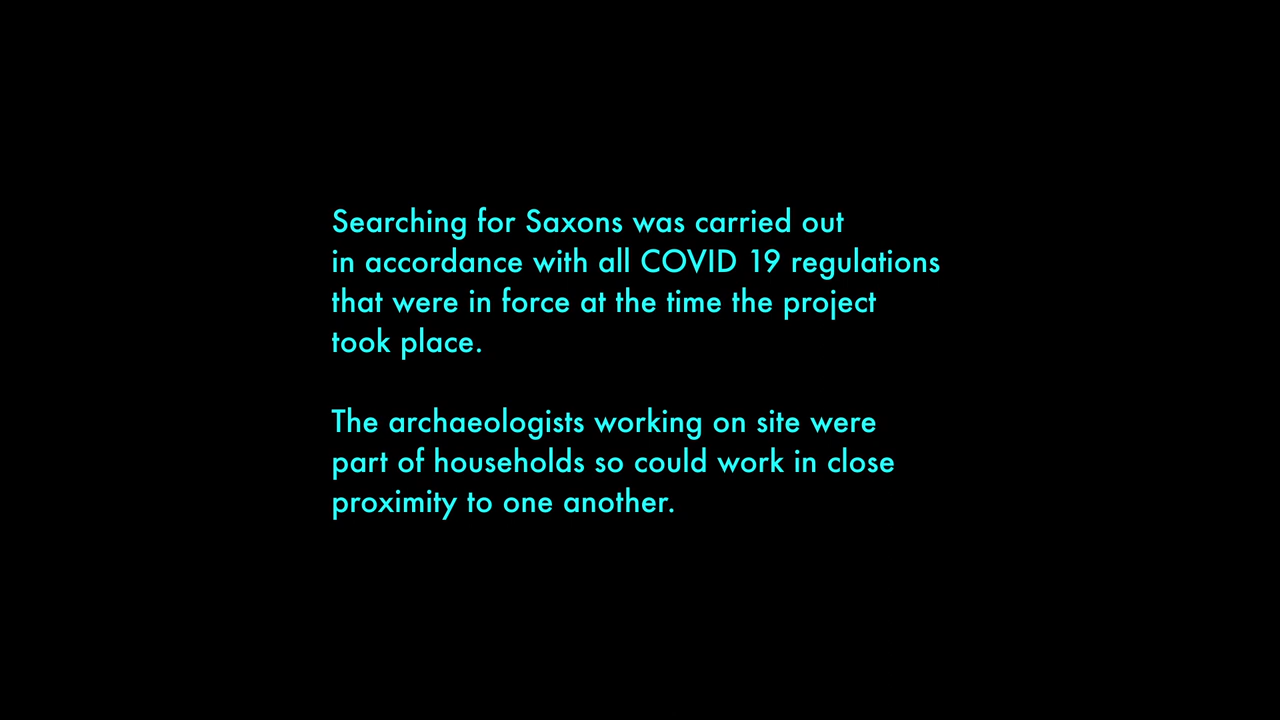 Searching for Saxons was carried out
in accordance with all COVID 19 regulations
that were in force at the time the project
took place.
The archaeologists working on site were
part of households so could work in close
proximity to one another.